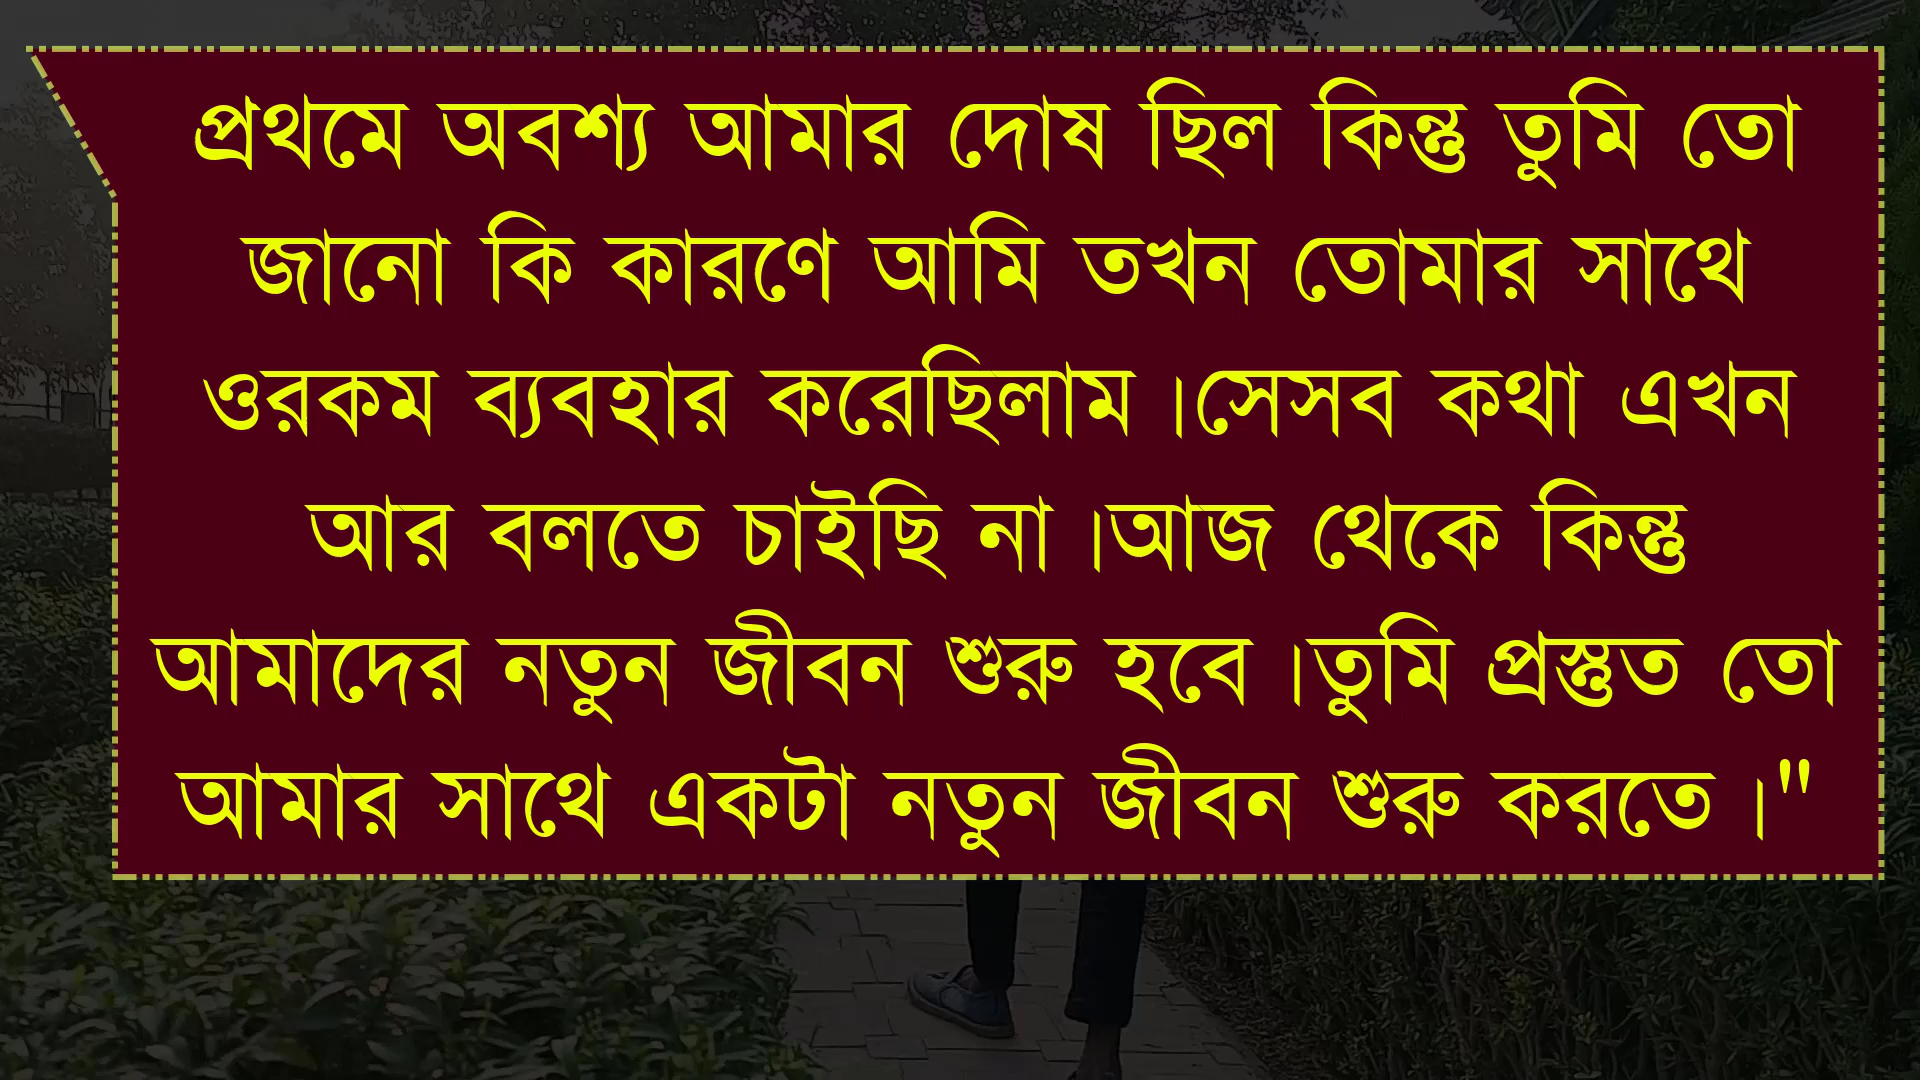 প্রথমে অবশ্য আমার দোষ ছিল কিন্তু তুমি তো
জানো কি কারণে আমি তখন তোমার সাথে
ওরকম ব্যবহার করেছিলাম ।সেসব কথা এখন
আর বলতে চাইছি না ।আজ থেকে কিন্তু
আমাদের নতুন জীবন শুরু হবে ।তুমি প্রস্তুত তো
আমার সাথে একটা নতুন জীবন শুরু করতে ।"